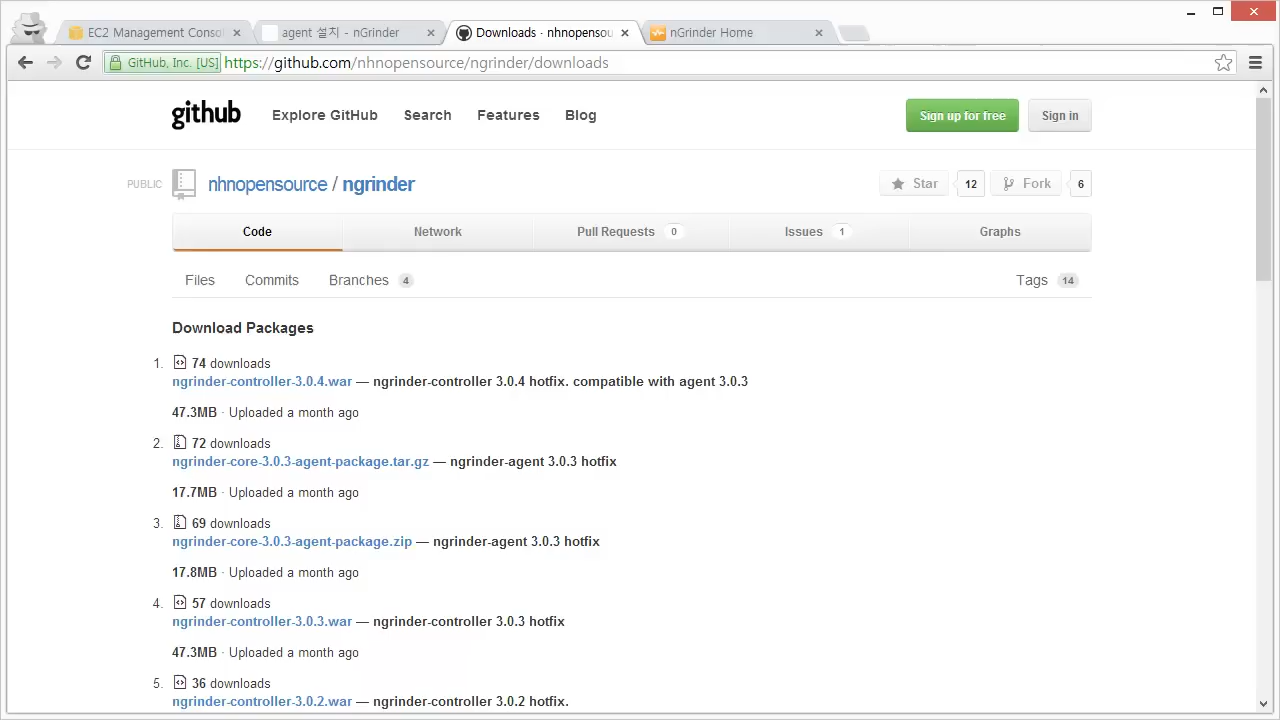 EC2 Management Consol
agent 설치 - nGrinder
Downloads · nhnopensou
nGrinder Home
GitHub, Inc. [US]
https://github.com/nhnopensource/ngrinder/downloads
github
Explore GitHub
Search
Features
Blog
Sign up for free
Sign in
PUBLIC
nhnopensource / ngrinder
Star
12
Fork
6
Code
Network
Pull Requests 0
Issues 1
Graphs
Files
Commits
Branches 4
Tags 14
Download Packages
1. 74 downloads
ngrinder-controller-3.0.4.war — ngrinder-controller 3.0.4 hotfix. compatible with agent 3.0.3
47.3MB · Uploaded a month ago
2. 72 downloads
ngrinder-core-3.0.3-agent-package.tar.gz — ngrinder-agent 3.0.3 hotfix
17.7MB · Uploaded a month ago
3. 69 downloads
ngrinder-core-3.0.3-agent-package.zip — ngrinder-agent 3.0.3 hotfix
17.8MB · Uploaded a month ago
4. 57 downloads
ngrinder-controller-3.0.3.war — ngrinder-controller 3.0.3 hotfix
47.3MB · Uploaded a month ago
5. 36 downloads
ngrinder-controller-3.0.2.war — ngrinder-controller 3.0.2 hotfix.